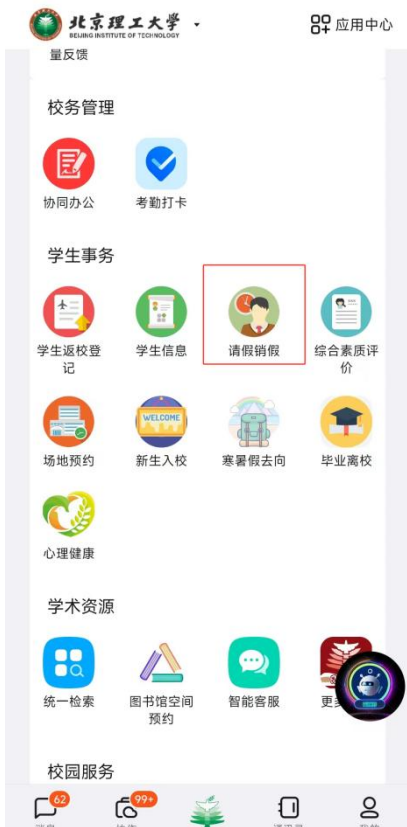 北京理工大学
BEIJING INSTITUTE OF TECHNOLOGY
应用中心
量反馈
校务管理
协同办公
考勤打卡
学生事务
学生返校登
记
学生信息
请假销假
综合素质评
价
WELCOME
场地预约
新生入校
寒暑假去向
毕业离校
心理健康
学术资源
统一检索
图书馆空间
预约
智能客服
更
校园服务
62
99+